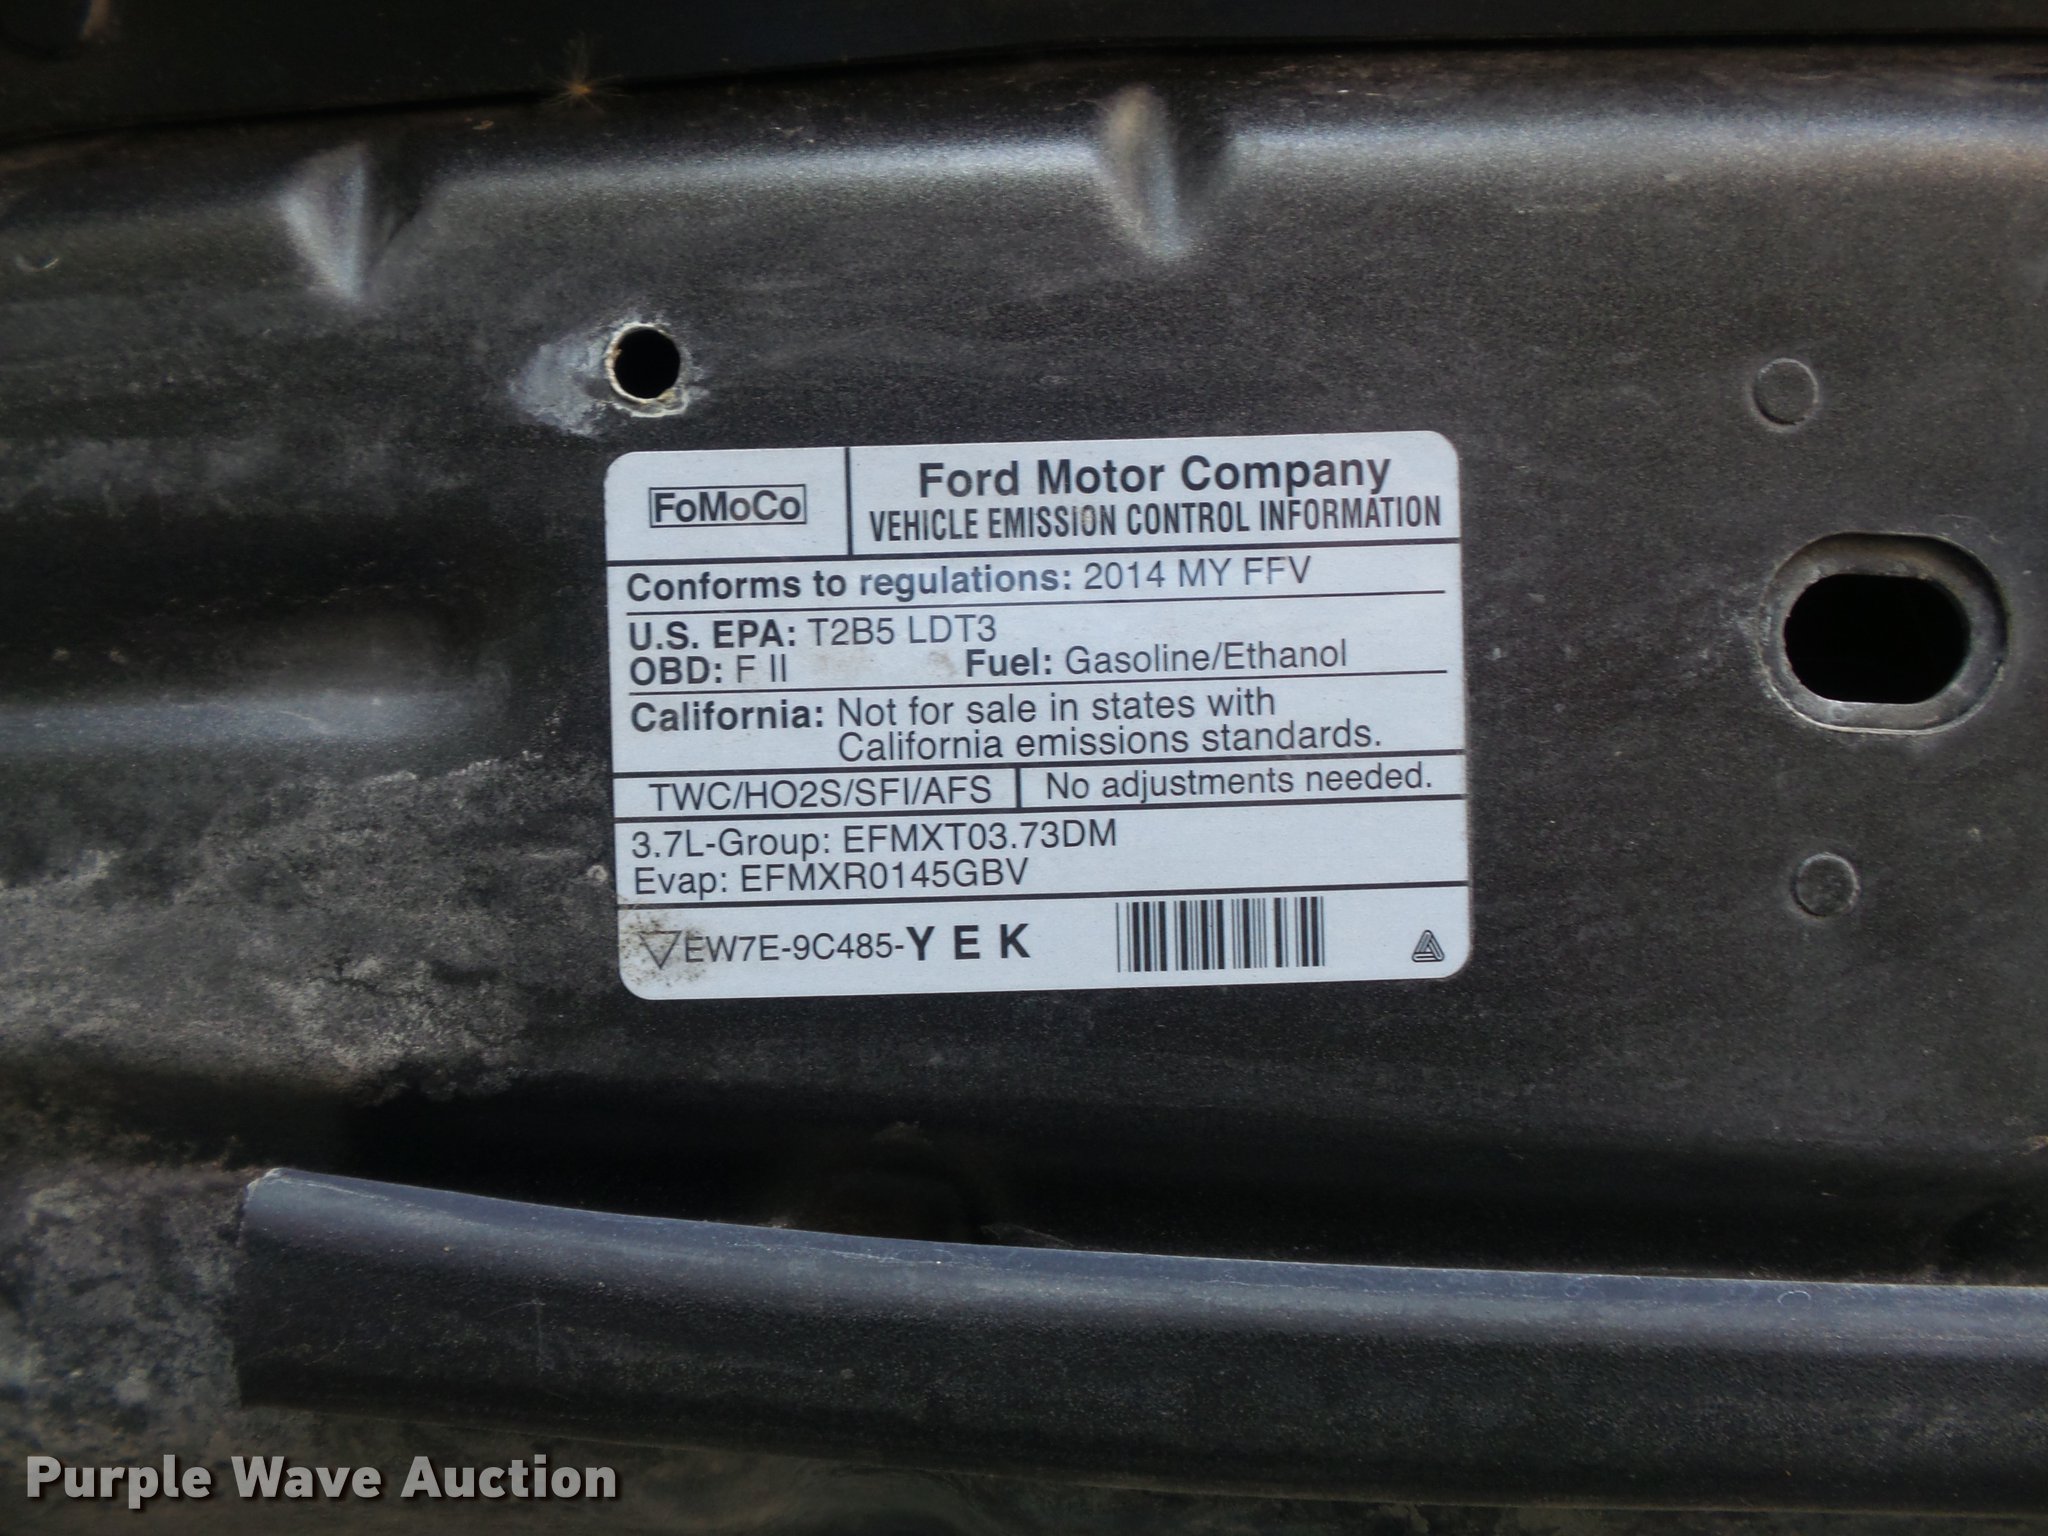 FoMoCo
Ford Motor Company
VEHICLE EMISSION CONTROL INFORMATION
Conforms to regulations: 2014 MY FFV
U.S. EPA: T2B5 LDT3
OBD: F II Fuel: Gasoline/Ethanol
California: Not for sale in states with
California emissions standards.
TWC/HO2S/SFI/AFS No adjustments needed.
3.7L-Group: EFMXT03.73DM
Evap: EFMXR0145GBV
EW7E-9C485-YEK
Purple Wave Auction